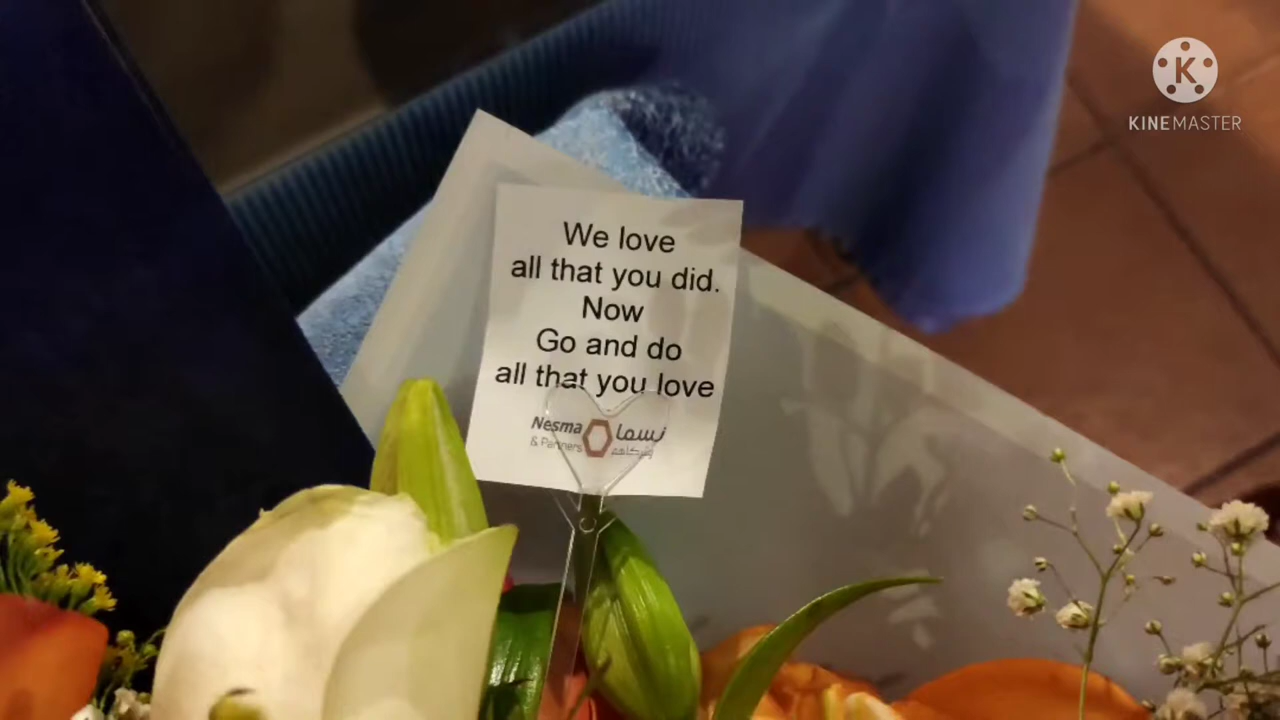 KINEMASTER
We love
all that you did.
Now
Go and do
all that you love
Nesma نسما
& Partners وشركاهم